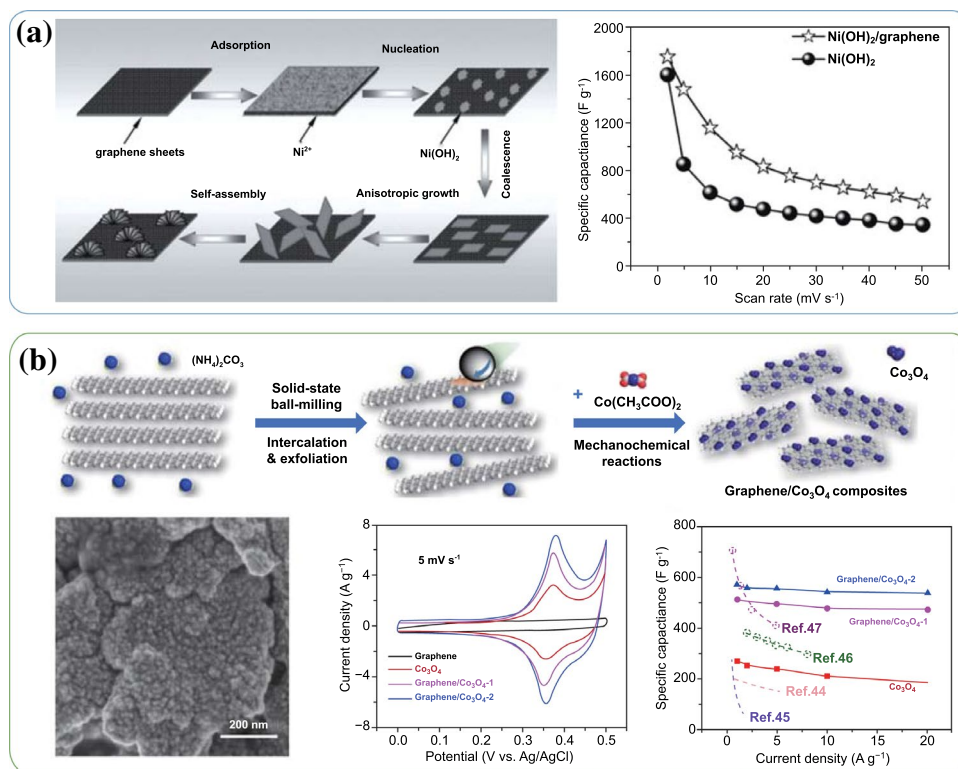 (a)
Adsorption
Nucleation
graphene sheets
Ni²⁺
Ni(OH)₂
Coalescence
Self-assembly
Anisotropic growth
Specific capactiance (F g⁻¹)
2000
1600
1200
800
400
0
0
10
20
30
40
50
Scan rate (mV s⁻¹)
Ni(OH)₂/graphene
Ni(OH)₂
(b)
(NH₄)₂CO₃
Solid-state
ball-milling
Intercalation
& exfoliation
+
Co(CH₃COO)₂
Mechanochemical
reactions
Co₃O₄
Graphene/Co₃O₄ composites
200 nm
Current density (A g⁻¹)
8
4
0
−4
−8
5 mV s⁻¹
Graphene
Co₃O₄
Graphene/Co₃O₄-1
Graphene/Co₃O₄-2
0.0
0.1
0.2
0.3
0.4
0.5
Potential (V vs. Ag/AgCl)
Specific capacitance (F g⁻¹)
800
600
400
200
0
Graphene/Co₃O₄-2
Graphene/Co₃O₄-1
Ref.47
Ref.46
Co₃O₄
Ref.44
Ref.45
0
5
10
15
20
Current density (A g⁻¹)